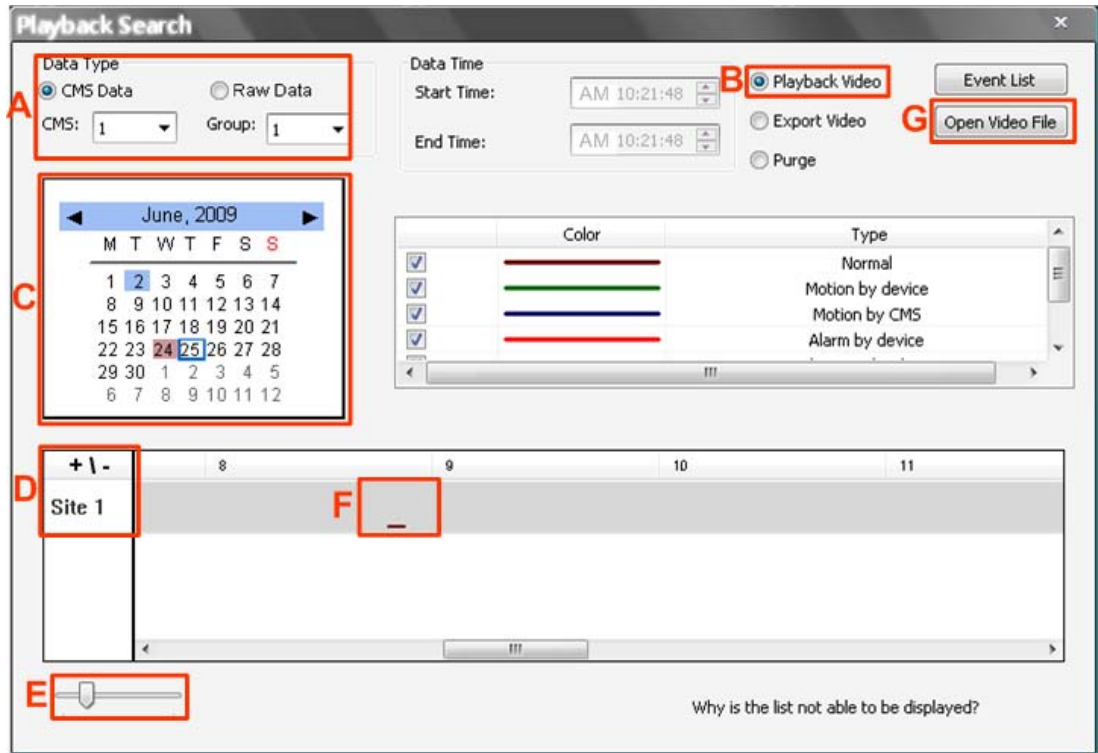 Playback Search
Data Type
CMS Data Raw Data
CMS: 1 Group: 1
A
Data Time
Start Time: AM 10:21:48
End Time: AM 10:21:48
B
Playback Video
Export Video
Purge
Event List
G
Open Video File
C
June, 2009
M T W T F S S
1 2 3 4 5 6 7
8 9 10 11 12 13 14
15 16 17 18 19 20 21
22 23 24 25 26 27 28
29 30 1 2 3 4 5
6 7 8 9 10 11 12
Color Type
Normal
Motion by device
Motion by CMS
Alarm by device
D
+ \ - 8 9 10 11
Site 1
F
E
Why is the list not able to be displayed?